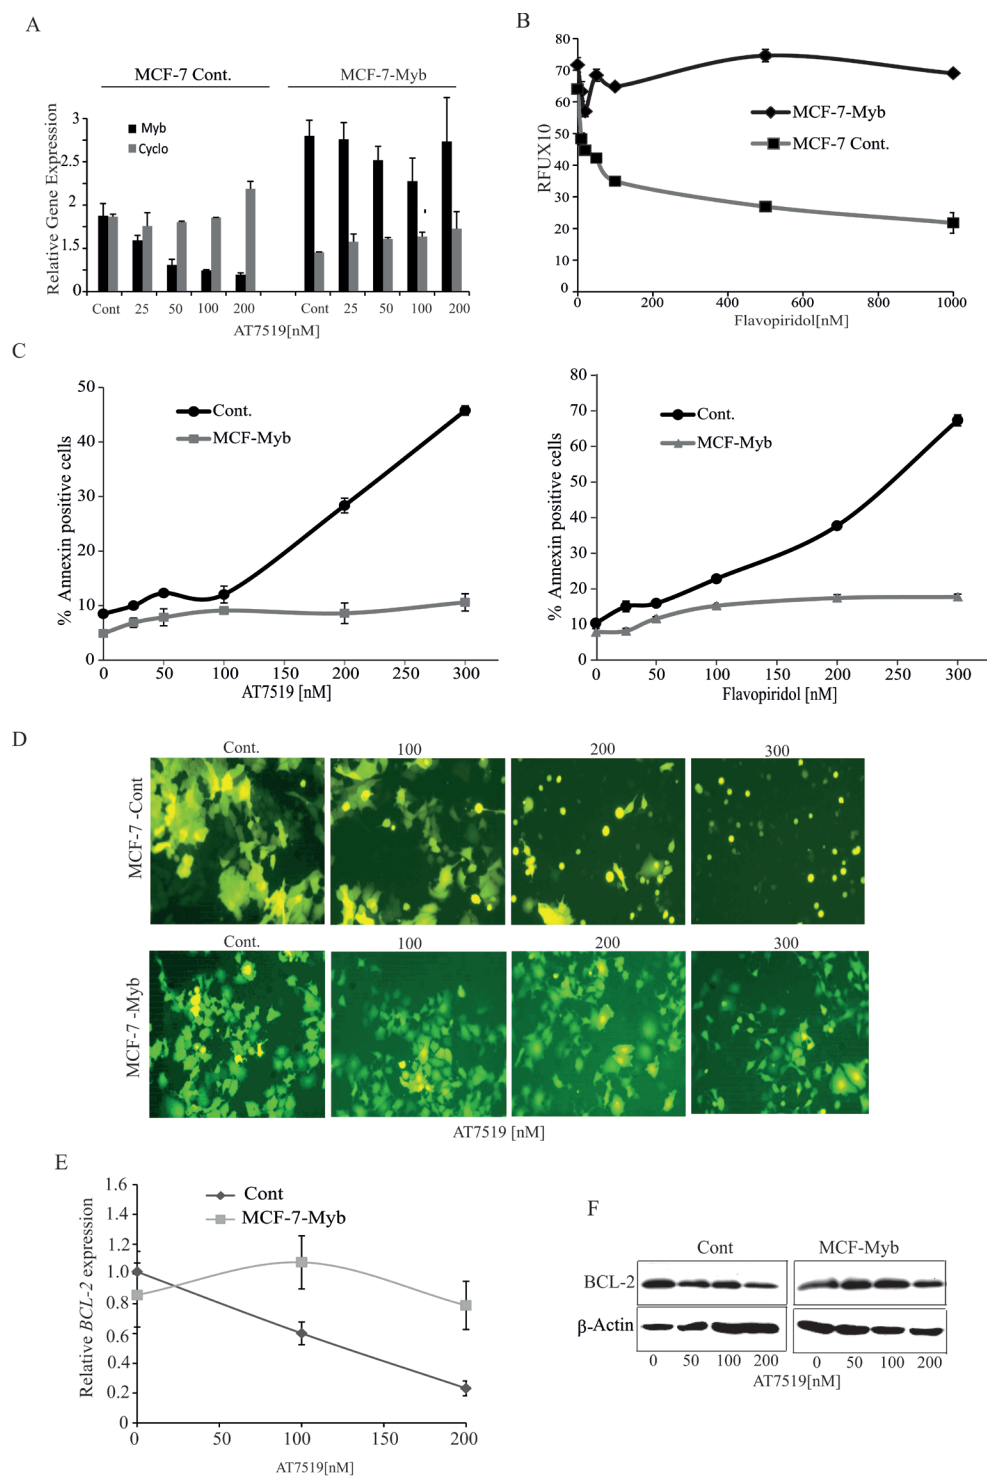 A
MCF-7 Cont.
MCF-7-Myb
Relative Gene Expression
3
2
1.5
1
0
Myb
Cyclo
Cont 25 50 100 200
Cont 25 50 100 200
AT7519[nM]
B
RFUX10
80
70
60
50
40
30
20
10
0
MCF-7-Myb
MCF-7 Cont.
200 400 600 800 1000
Flavopiridol[nM]
C
% Annexin positive cells
50
40
30
20
10
0
Cont.
MCF-Myb
0 50 100 150 200 250 300
AT7519 [nM]
% Annexin positive cells
80
70
60
50
40
30
20
10
0
Cont.
MCF-Myb
0 50 100 150 200 250 300
Flavopiridol [nM]
D
Cont. 100 200 300
MCF-7 -Cont
Cont. 100 200 300
MCF-7 -Myb
AT7519 [nM]
E
Relative BCL-2 expression
1.6
1.4
1.2
1.0
0.8
0.6
0.4
0.2
0
Cont
MCF-7-Myb
0 50 100 150 200
AT7519[nM]
F
Cont MCF-Myb
BCL-2
β-Actin
0 50 100 200 0 50 100 200
AT7519[nM]